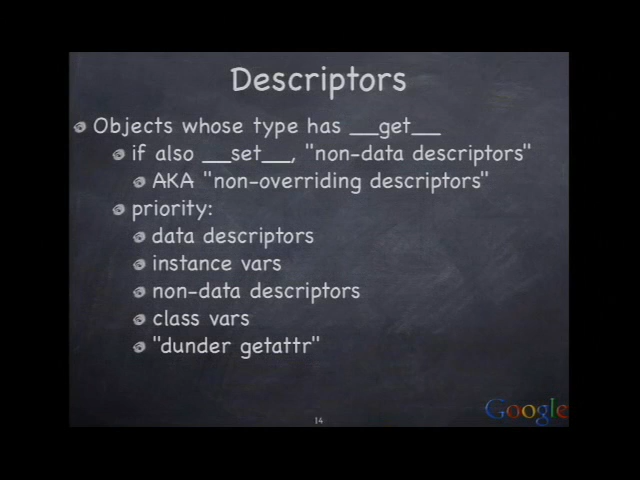 Descriptors
Objects whose type has __get__
if also __set__, "non-data descriptors"
AKA "non-overriding descriptors"
priority:
data descriptors
instance vars
non-data descriptors
class vars
"dunder getattr"
14
Google